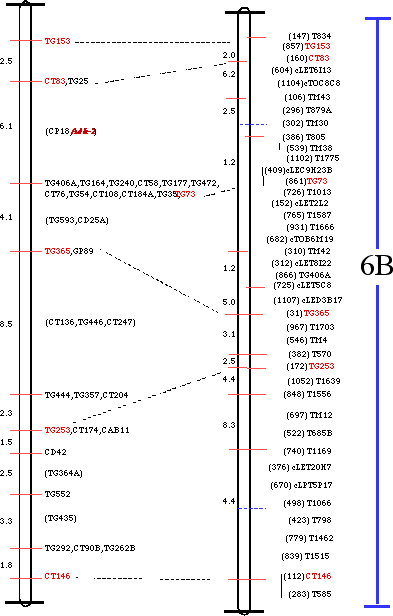 (147) T834
TG153
(857) TG153
2.0
(160) CT83
2.5
6.2
(604) cLET6I13
CT83,TG25
(1104)cTOC8C8
(106) TM43
2.5
(296) T879A
6.1
(302) TM30
(CP18
(386) T805
(539) TM38
1.2
(1102) T1775
(409)cLEC9H23B
TG406A,TG164,TG240,CT58,TG177,TG472,
(861)TG73
CT76,TG54,CT108,CT184A,TG35,TG73
(726) T1013
(152) cLET2L2
4.1
(TG593,CD25A)
(765) T1587
(931) T1666
(682) cTOB6M19
TG365,GP89
(310) TM42
(312) cLET8I22
6B
1.2
(866) TG406A
(725) cLET5C8
5.0
(1107) cLED3B17
(31) TG365
8.5
(CT136,TG446,CT247)
(967) T1703
3.1
(546) TM4
(382) T570
2.5
(172) TG253
4.4
(1052) T1639
TG444,TG357,CT204
(848) T1556
2.3
(697) TM12
8.3
TG253,CT174,CAB11
(522) T685B
1.5
CD42
(740) T1169
2.5
(TG364A)
(376) cLET20H7
(670) cLPT5P17
TG552
4.4
(498) T1066
3.3
(TG435)
(423) T798
(779) T1462
TG292,CT90B,TG262B
(839) T1515
1.8
CT146
(112) CT146
(283) T585